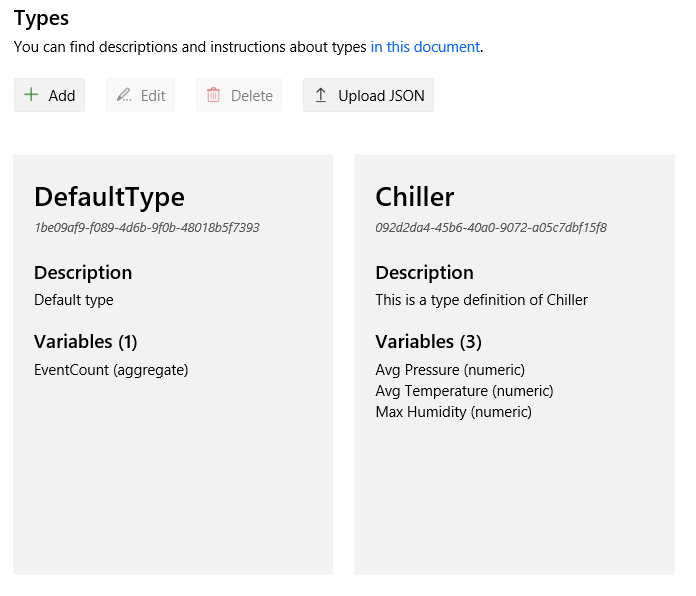 Types
You can find descriptions and instructions about types in this document.
Add
Edit
Delete
Upload JSON
DefaultType
1be09af9-f089-4d6b-9f0b-48018b5f7393
Description
Default type
Variables (1)
EventCount (aggregate)
Chiller
092d2da4-45b6-40a0-9072-a05c7dbf15f8
Description
This is a type definition of Chiller
Variables (3)
Avg Pressure (numeric)
Avg Temperature (numeric)
Max Humidity (numeric)